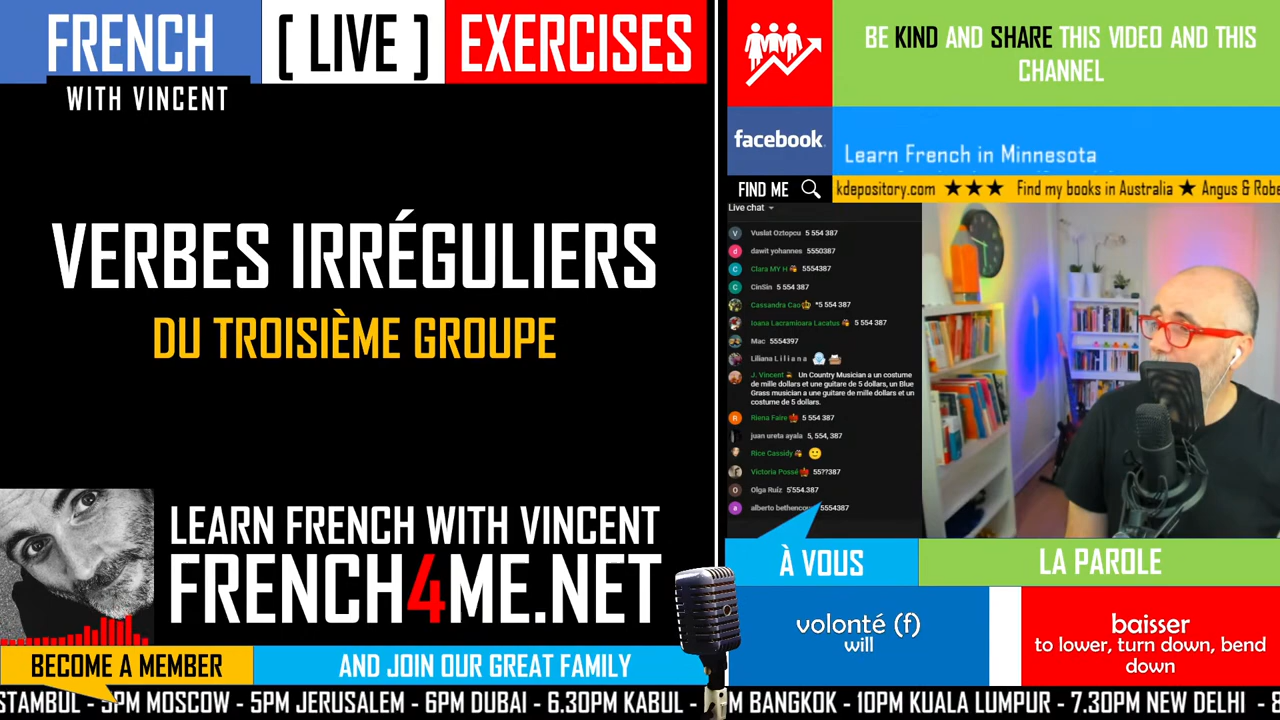 FRENCH
[ LIVE ]
EXERCISES
WITH VINCENT
VERBES IRRÉGULIERS
DU TROISIÈME GROUPE
LEARN FRENCH WITH VINCENT
FRENCH4ME.NET
BECOME A MEMBER
AND JOIN OUR GREAT FAMILY
BE KIND AND SHARE THIS VIDEO AND THIS
CHANNEL
facebook
Learn French in Minnesota
FIND ME
kdepository.com ★★★ Find my books in Australia ★ Angus & Robe
Live chat
V Vuslat Oztopcu 5 554 387
d dawit yohannes 5550387
C Clara MY H 5554387
C CinSin 5 554 387
Cassandra Cao *5 554 387
Ioana Lacramioara Lacatus 5 554 387
Mac 5554397
Liliana L i l i a n a
J. Vincent Un Country Musician a un costume
de mille dollars et une guitare de 5 dollars, un Blue
Grass musician a une guitare de mille dollars et un
costume de 5 dollars.
R Riena Faire 5 554 387
juan ureta ayala 5, 554, 387
Rice Cassidy 🙂
Victoria Possé 55??387
O Olga Ruiz 5'554.387
a alberto bethencou 5554387
À VOUS
LA PAROLE
volonté (f)
will
baisser
to lower, turn down, bend
down
STAMBUL - 5PM MOSCOW - 5PM JERUSALEM - 6PM DUBAI - 6.30PM KABUL - M BANGKOK - 10PM KUALA LUMPUR - 7.30PM NEW DELHI - 8